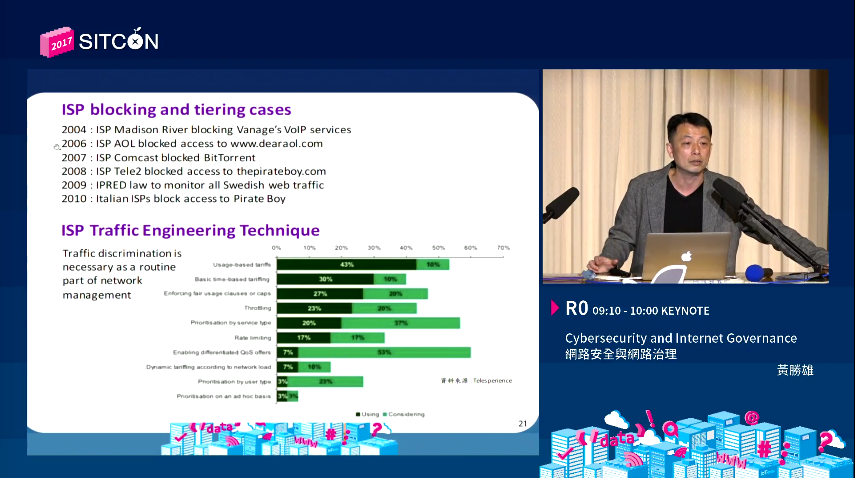 2017 SITCON
ISP blocking and tiering cases
2004 : ISP Madison River blocking Vanage's VoIP services
2006 : ISP AOL blocked access to www.dearaol.com
2007 : ISP Comcast blocked BitTorrent
2008 : ISP Tele2 blocked access to thepirateboy.com
2009 : IPRED law to monitor all Swedish web traffic
2010 : Italian ISPs block access to Pirate Boy
ISP Traffic Engineering Technique
Traffic discrimination is
necessary as a routine
part of network
management
0% 10% 20% 30% 40% 50% 60% 70%
Usage-based tariffs 43% 10%
Basic time-based tariffing 30% 10%
Enforcing fair usage clauses or caps 27% 20%
Throttling 23% 20%
Prioritisation by service type 20% 37%
Rate limiting 17% 17%
Enabling differentiated QoS offers 7% 53%
Dynamic tariffing according to network load 7% 10%
Prioritisation by user type 3% 23%
Prioritisation on an ad hoc basis 3% 3%
資料來源 : Telesperience
Using Considering
21
data # ?
R0 09:10 - 10:00 KEYNOTE
Cybersecurity and Internet Governance
網路安全與網路治理
黃勝雄
data ! @ www # ?